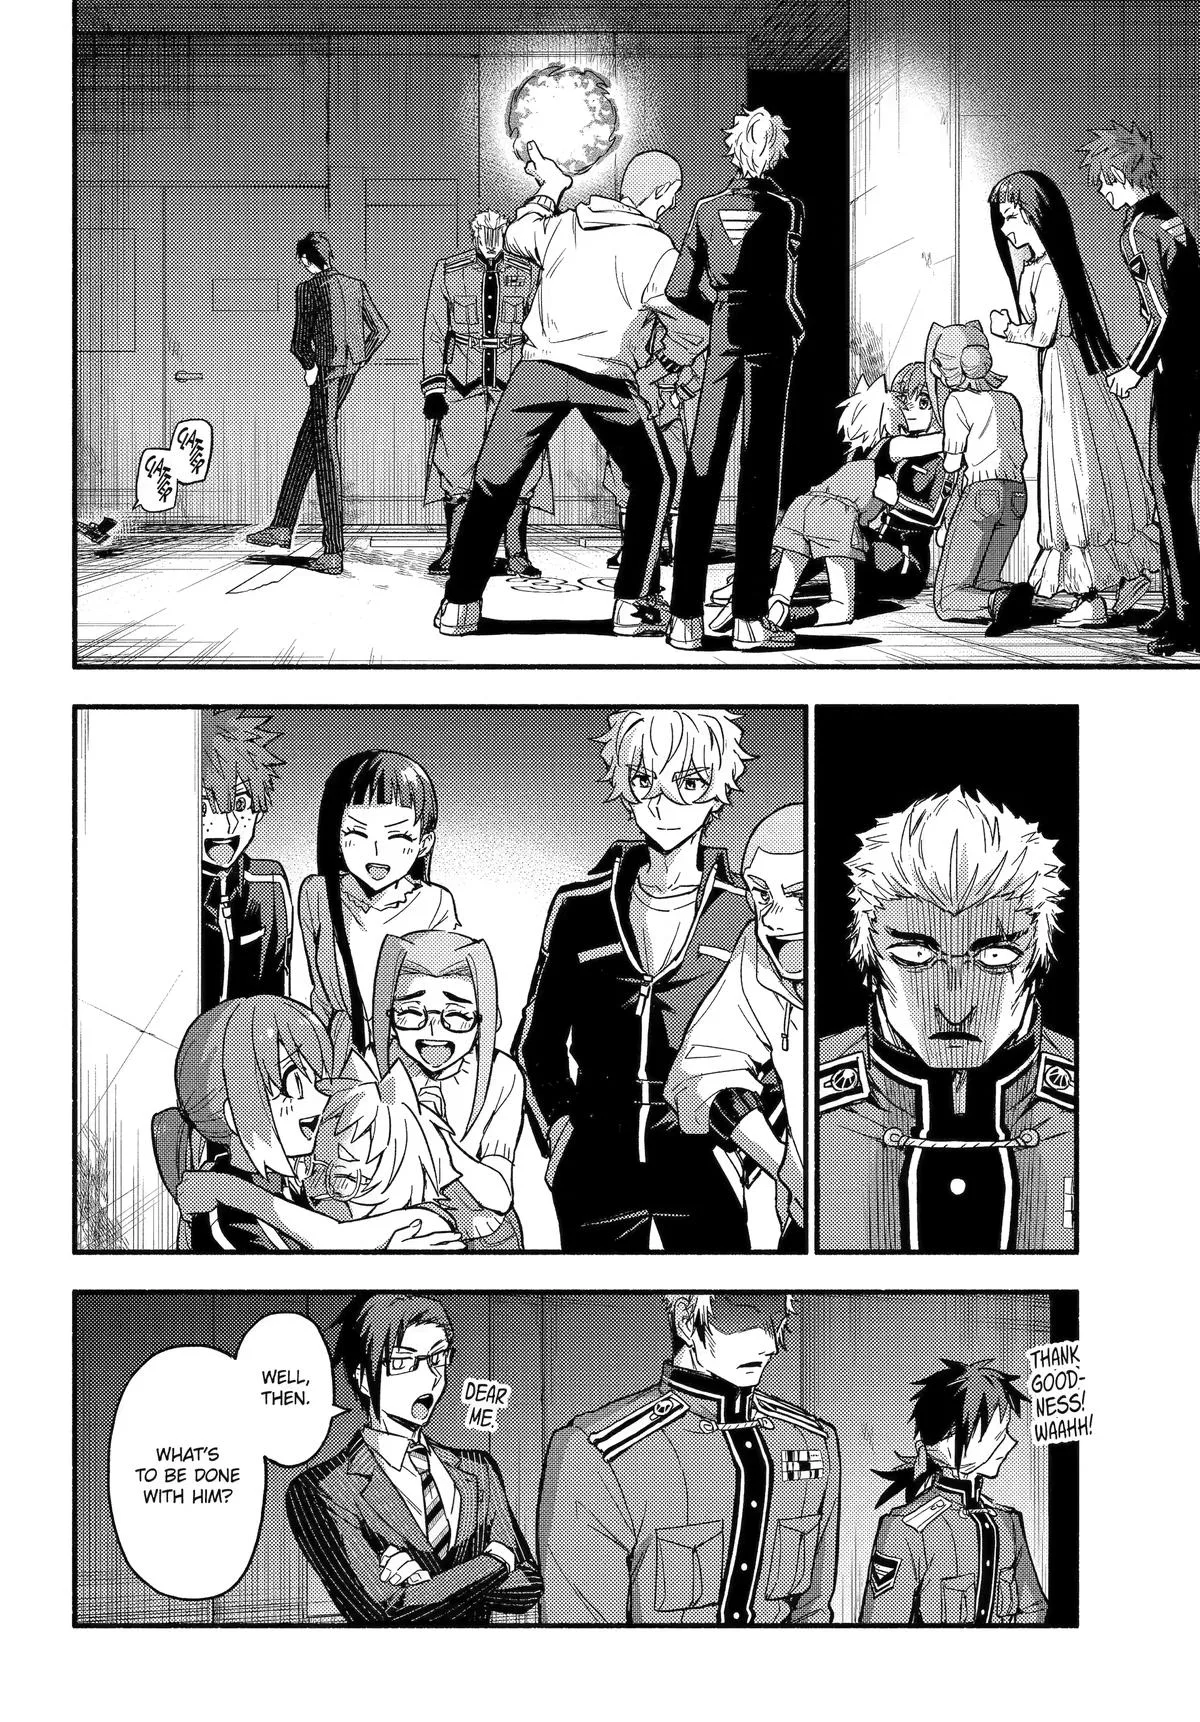 CLATTER
CLATTER
WELL,
THEN.
WHAT'S
TO BE DONE
WITH HIM?
DEAR
ME.
THANK
GOOD-
NESS!
WAAHH!